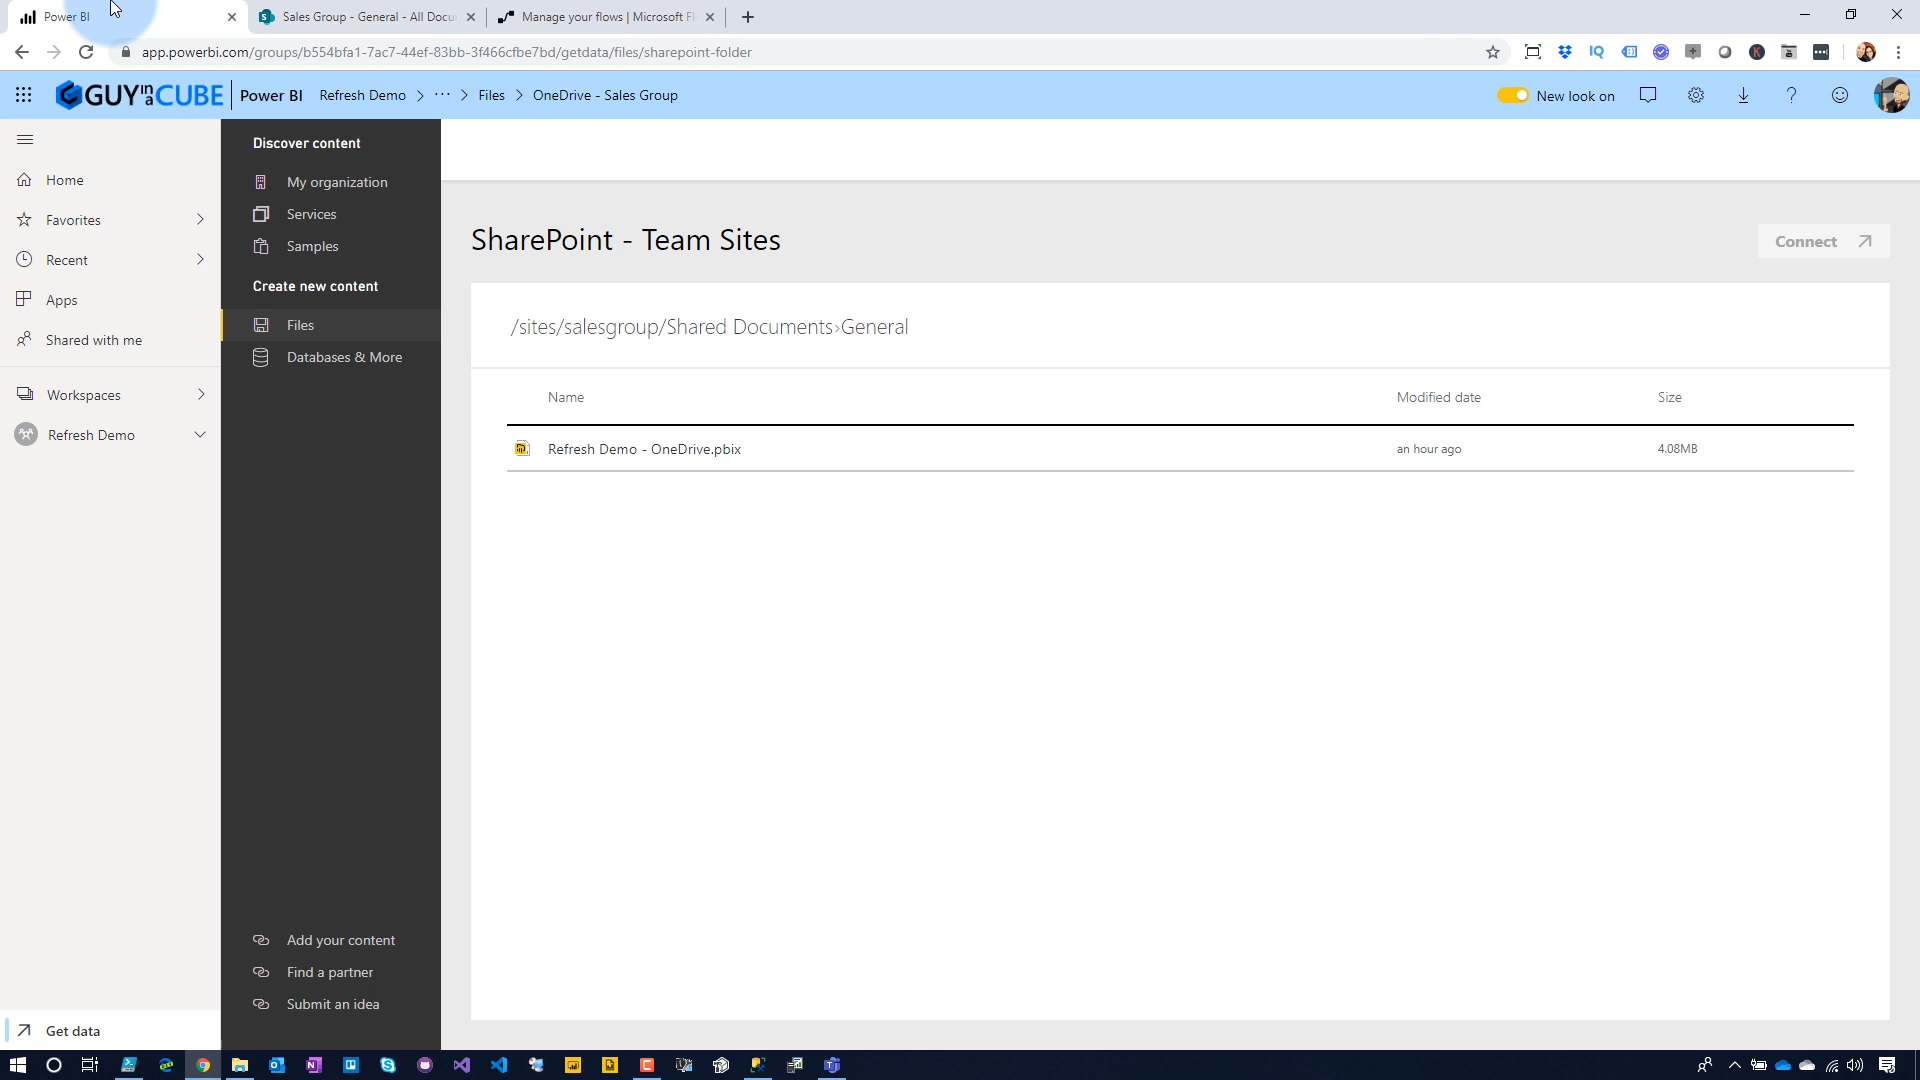 Power BI
Sales Group - General - All Docu
Manage your flows | Microsoft Fl
app.powerbi.com/groups/b554bfa1-7ac7-44ef-83bb-3f466cfbe7bd/getdata/files/sharepoint-folder
GUY in a CUBE
Power BI
Refresh Demo > ... > Files > OneDrive - Sales Group
New look on
Home
Favorites
Recent
Apps
Shared with me
Workspaces
Refresh Demo
Get data
Discover content
My organization
Services
Samples
Create new content
Files
Databases & More
Add your content
Find a partner
Submit an idea
SharePoint - Team Sites
Connect
/sites/salesgroup/Shared Documents›General
Name Modified date Size
Refresh Demo - OneDrive.pbix an hour ago 4.08MB